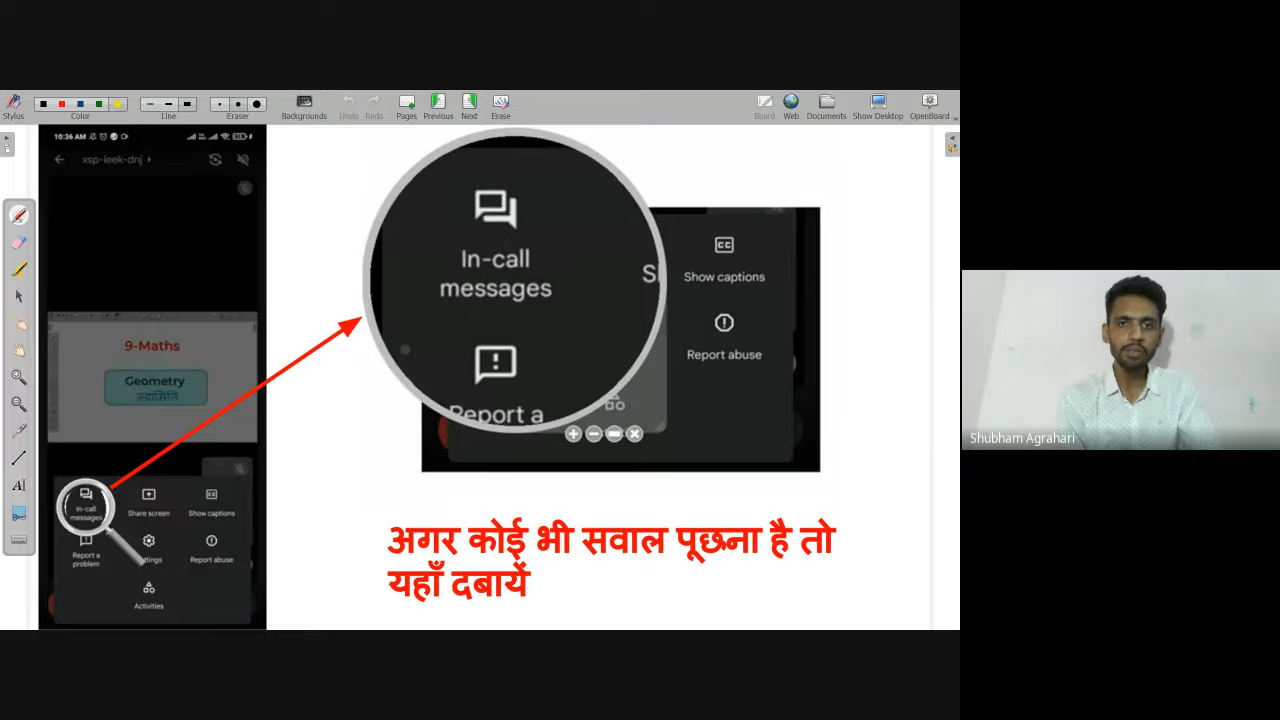 Stylus
Color
Line
Eraser
Backgrounds
Undo
Redo
Pages
Previous
Next
Erase
Board
Web
Documents
Show Desktop
OpenBoard
10:36 AM
xsp-ieek-dnj
9-Maths
Geometry
ज्यामिति
In-call
messages
Share screen
Show captions
Report a
problem
Report abuse
Activities
In-call
messages
Report a
Show captions
Report abuse
अगर कोई भी सवाल पूछना है तो
यहाँ दबायें
Shubham Agrahari